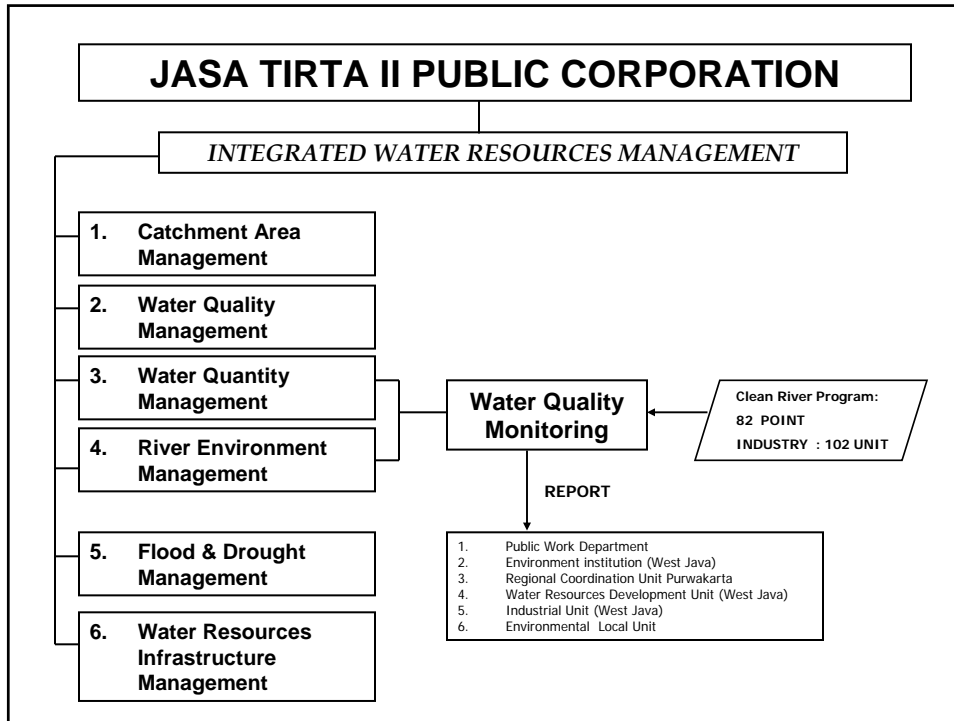 JASA TIRTA II PUBLIC CORPORATION
INTEGRATED WATER RESOURCES MANAGEMENT
1. Catchment Area
Management
2. Water Quality
Management
3. Water Quantity
Management
4. River Environment
Management
5. Flood & Drought
Management
6. Water Resources
Infrastructure
Management
Water Quality
Monitoring
Clean River Program:
82 POINT
INDUSTRY : 102 UNIT
REPORT
1. Public Work Department
2. Environment institution (West Java)
3. Regional Coordination Unit Purwakarta
4. Water Resources Development Unit (West Java)
5. Industrial Unit (West Java)
6. Environmental Local Unit